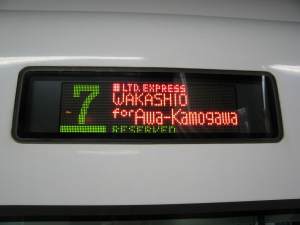 7
LTD. EXPRESS
WAKASHIO
for Awa-Kamogawa
RESERVED